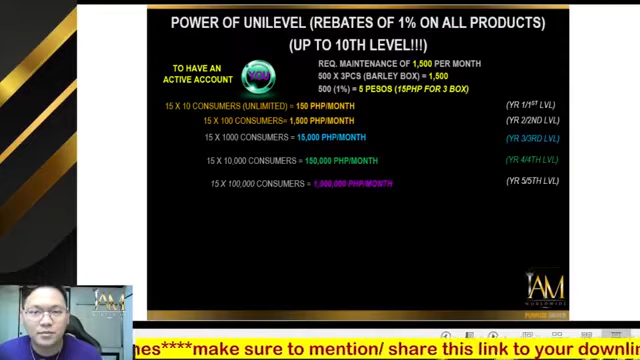 POWER OF UNILEVEL (REBATES OF 1% ON ALL PRODUCTS)
(UP TO 10TH LEVEL!!!)
TO HAVE AN
ACTIVE ACCOUNT
YOU
REQ. MAINTENANCE OF 1,500 PER MONTH
500 X 3PCS (BARLEY BOX) = 1,500
500 (1%) = 5 PESOS (15PHP FOR 3 BOX)
15 X 10 CONSUMERS (UNLIMITED) = 150 PHP/MONTH (YR 1/1ST LVL)
15 X 100 CONSUMERS= 1,500 PHP/MONTH (YR 2/2ND LVL)
15 X 1000 CONSUMERS = 15,000 PHP/MONTH (YR 3/3RD LVL)
15 X 10,000 CONSUMERS = 150,000 PHP/MONTH (YR 4/4TH LVL)
15 X 100,000 CONSUMERS = 1,500,000 PHP/MONTH (YR 5/5TH LVL)
IAM
WORLDWIDE
nes****make sure to mention/ share this link to your downli